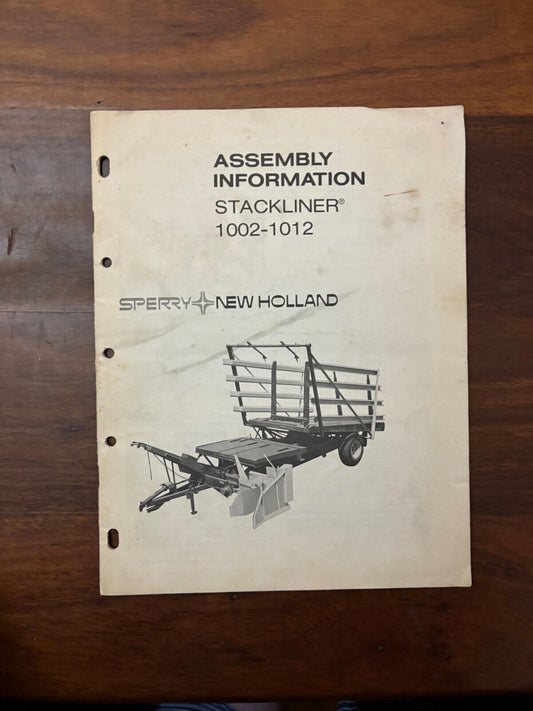 ASSEMBLY
INFORMATION
STACKLINER®
1002-1012
SPERRY NEW HOLLAND